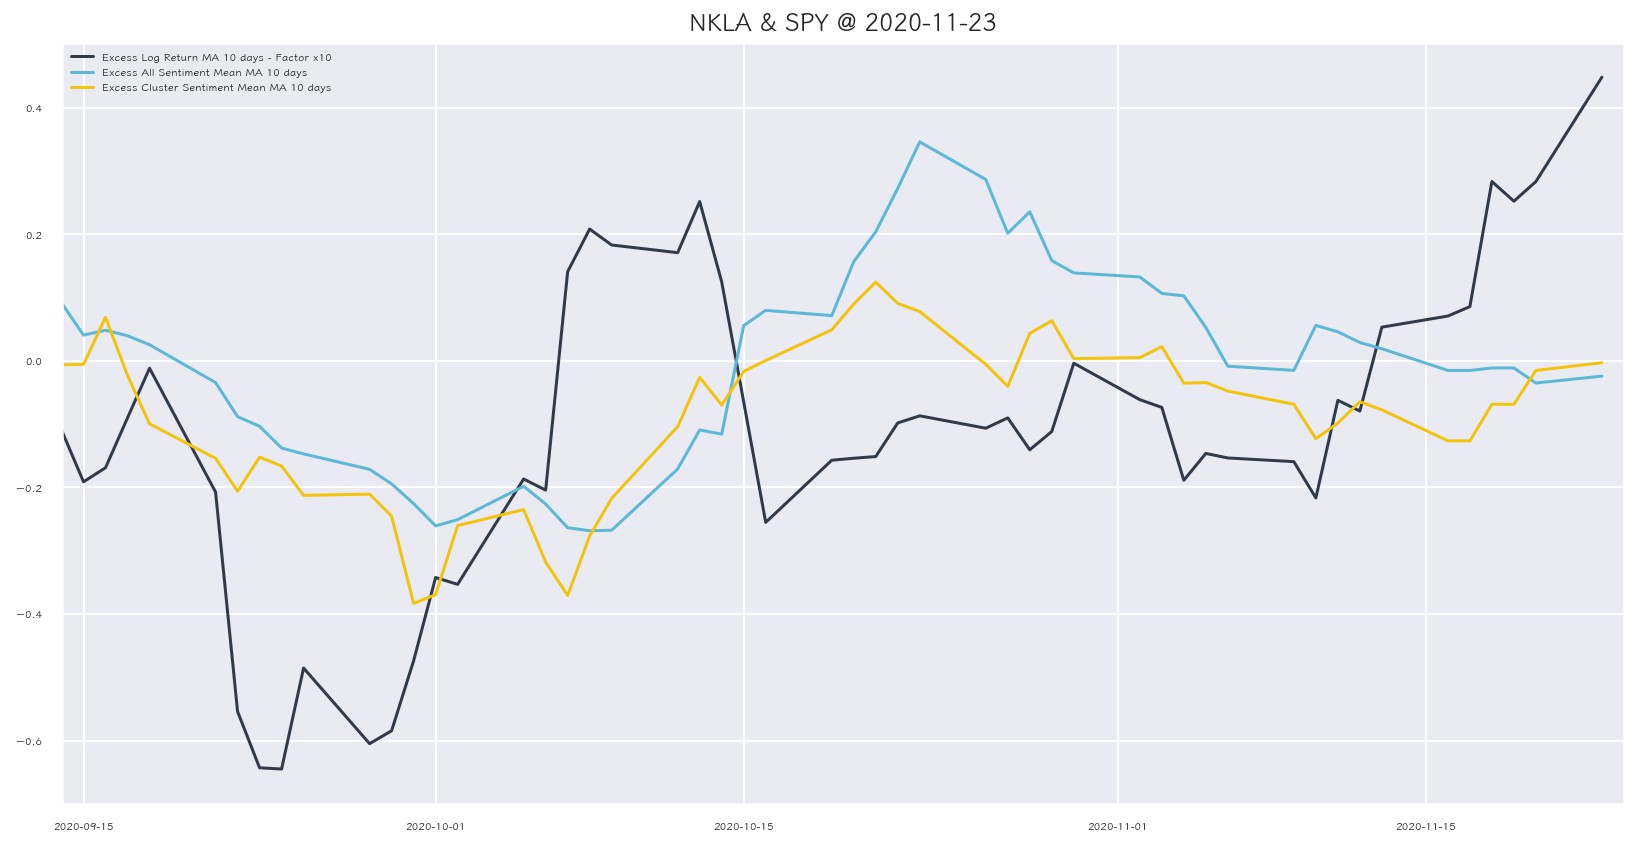 NKLA & SPY @ 2020-11-23
Excess Log Return MA 10 days - Factor x10
Excess All Sentiment Mean MA 10 days
Excess Cluster Sentiment Mean MA 10 days
0.4
0.2
0.0
−0.2
−0.4
−0.6
2020-09-15
2020-10-01
2020-10-15
2020-11-01
2020-11-15